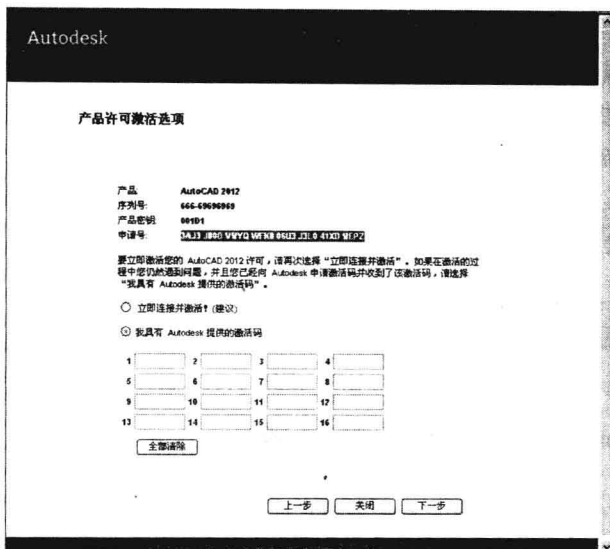 Autodesk
产品许可激活选项
产品 AutoCAD 2012
序列号: 666-69696969
产品密钥: 001D1
申请号:
要立即激活您的 AutoCAD 2012 许可，请再次选择“立即连接并激活”。如果在激活的过
程中您仍然遇到问题，并且您已经向 Autodesk 申请激活码并收到了该激活码，请选择
“我具有 Autodesk 提供的激活码”。
立即连接并激活! (建议)
我具有 Autodesk 提供的激活码
1 2 3 4
5 6 7 8
9 10 11 12
13 14 15 16
全部清除
上一步 关闭 下一步